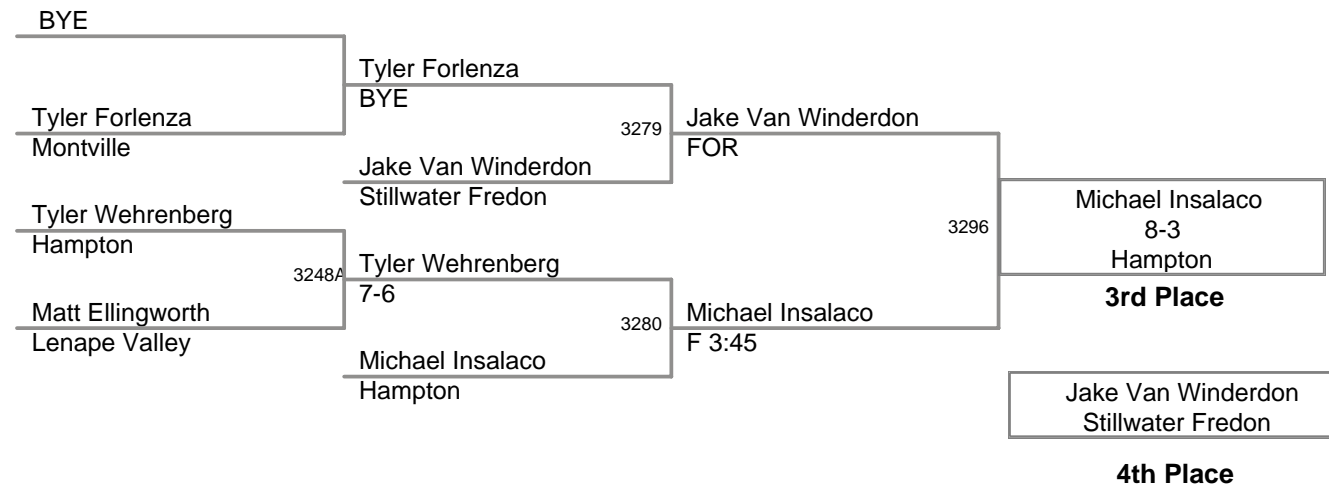 BYE
Tyler Forlenza
BYE
Tyler Forlenza
Montville
3279
Jake Van Winderdon
FOR
Jake Van Winderdon
Stillwater Fredon
Tyler Wehrenberg
Hampton
3248A
Tyler Wehrenberg
7-6
Matt Ellingworth
Lenape Valley
3280
Michael Insalaco
F 3:45
Michael Insalaco
Hampton
3296
Michael Insalaco
8-3
Hampton
3rd Place
Jake Van Winderdon
Stillwater Fredon
4th Place